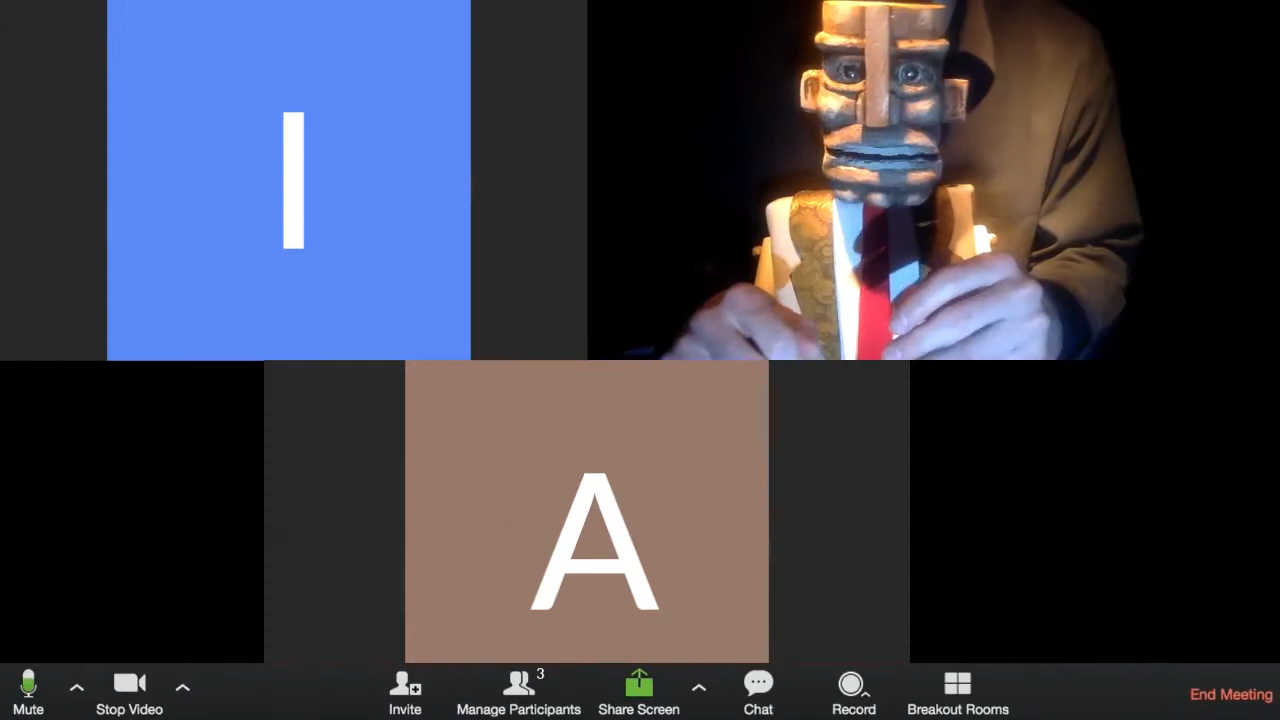 I
A
3
Mute
Stop Video
Invite
Manage Participants
Share Screen
Chat
Record
Breakout Rooms
End Meeting